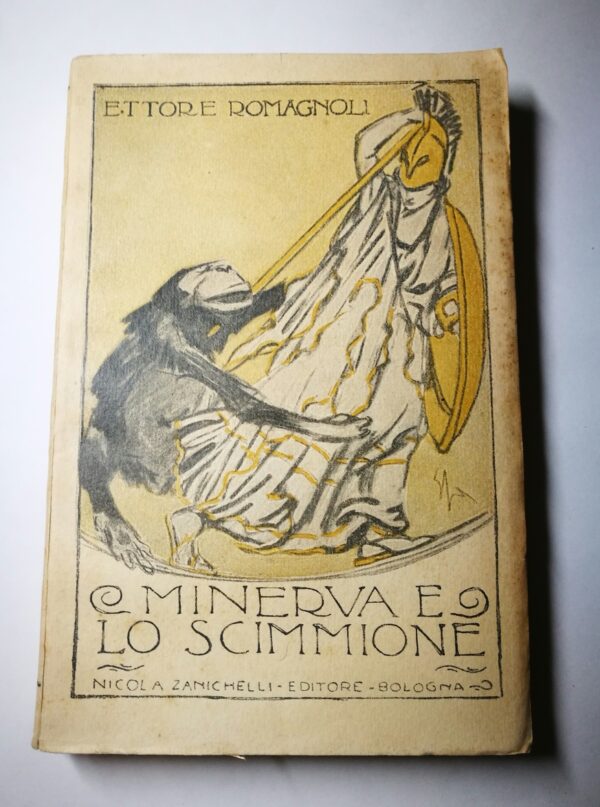 ETTORE ROMAGNOLI
MINERVA E
LO SCIMMIONE
NICOLA ZANICHELLI - EDITORE - BOLOGNA